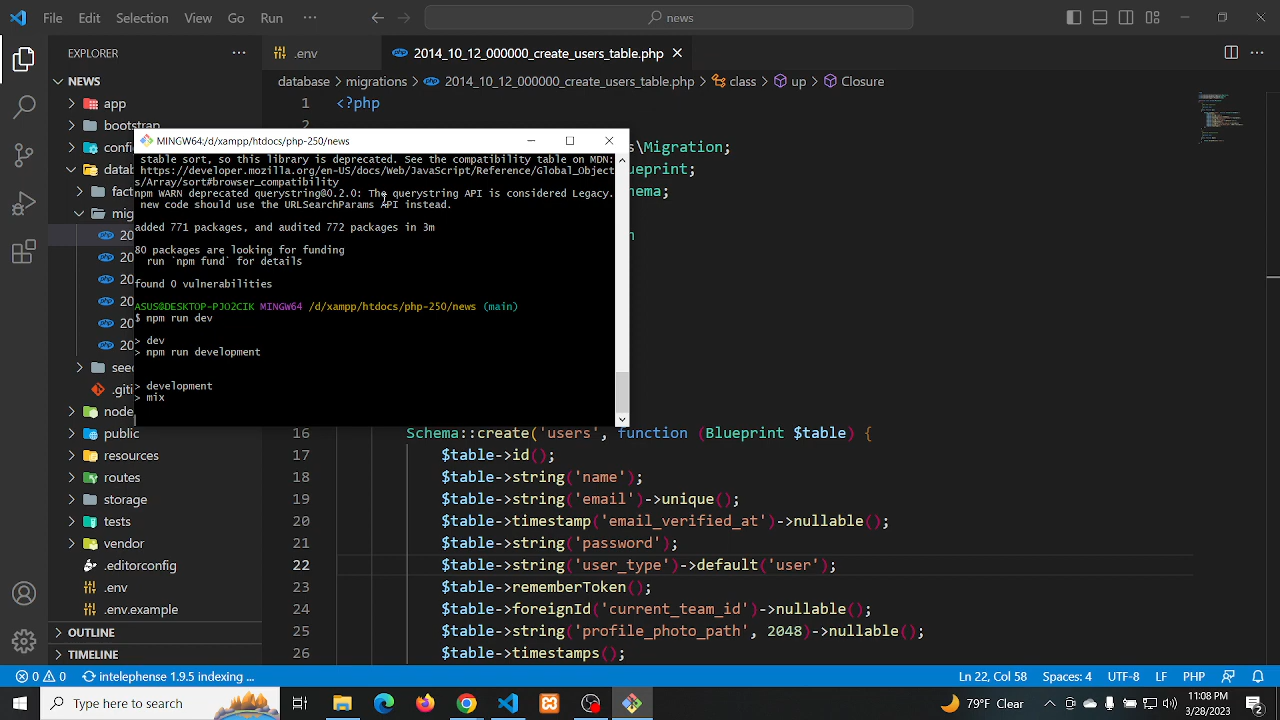 File Edit Selection View Go Run ··· news
EXPLORER ···
.env
2014_10_12_000000_create_users_table.php
NEWS
database > migrations > 2014_10_12_000000_create_users_table.php > class > up > Closure
app
bootstrap
1 <?php
2
MINGW64:/d/xampp/htdocs/php-250/news
s\Migration;
ueprint;
ema;
n
stable sort, so this library is deprecated. See the compatibility table on MDN:
https://developer.mozilla.org/en-US/docs/Web/JavaScript/Reference/Global_Object
s/Array/sort#browser_compatibility
npm WARN deprecated querystring@0.2.0: The querystring API is considered Legacy.
new code should use the URLSearchParams API instead.
added 771 packages, and audited 772 packages in 3m
80 packages are looking for funding
run `npm fund` for details
found 0 vulnerabilities
ASUS@DESKTOP-PJO2CIK MINGW64 /d/xampp/htdocs/php-250/news (main)
$ npm run dev
> dev
> npm run development
> development
> mix
conf
datab
fact
mig
20
20
20
20
20
20
see
.giti
node
public
resources
routes
storage
tests
vendor
.editorconfig
.env
.env.example
OUTLINE
TIMELINE
16 Schema::create('users', function (Blueprint $table) {
17 $table->id();
18 $table->string('name');
19 $table->string('email')->unique();
20 $table->timestamp('email_verified_at')->nullable();
21 $table->string('password');
22 $table->string('user_type')->default('user');
23 $table->rememberToken();
24 $table->foreignId('current_team_id')->nullable();
25 $table->string('profile_photo_path', 2048)->nullable();
26 $table->timestamps();
0 0 intelephense 1.9.5 indexing ... Ln 22, Col 58 Spaces: 4 UTF-8 LF PHP
Type here to search
79°F Clear
11:08 PM
3/28/2023
2